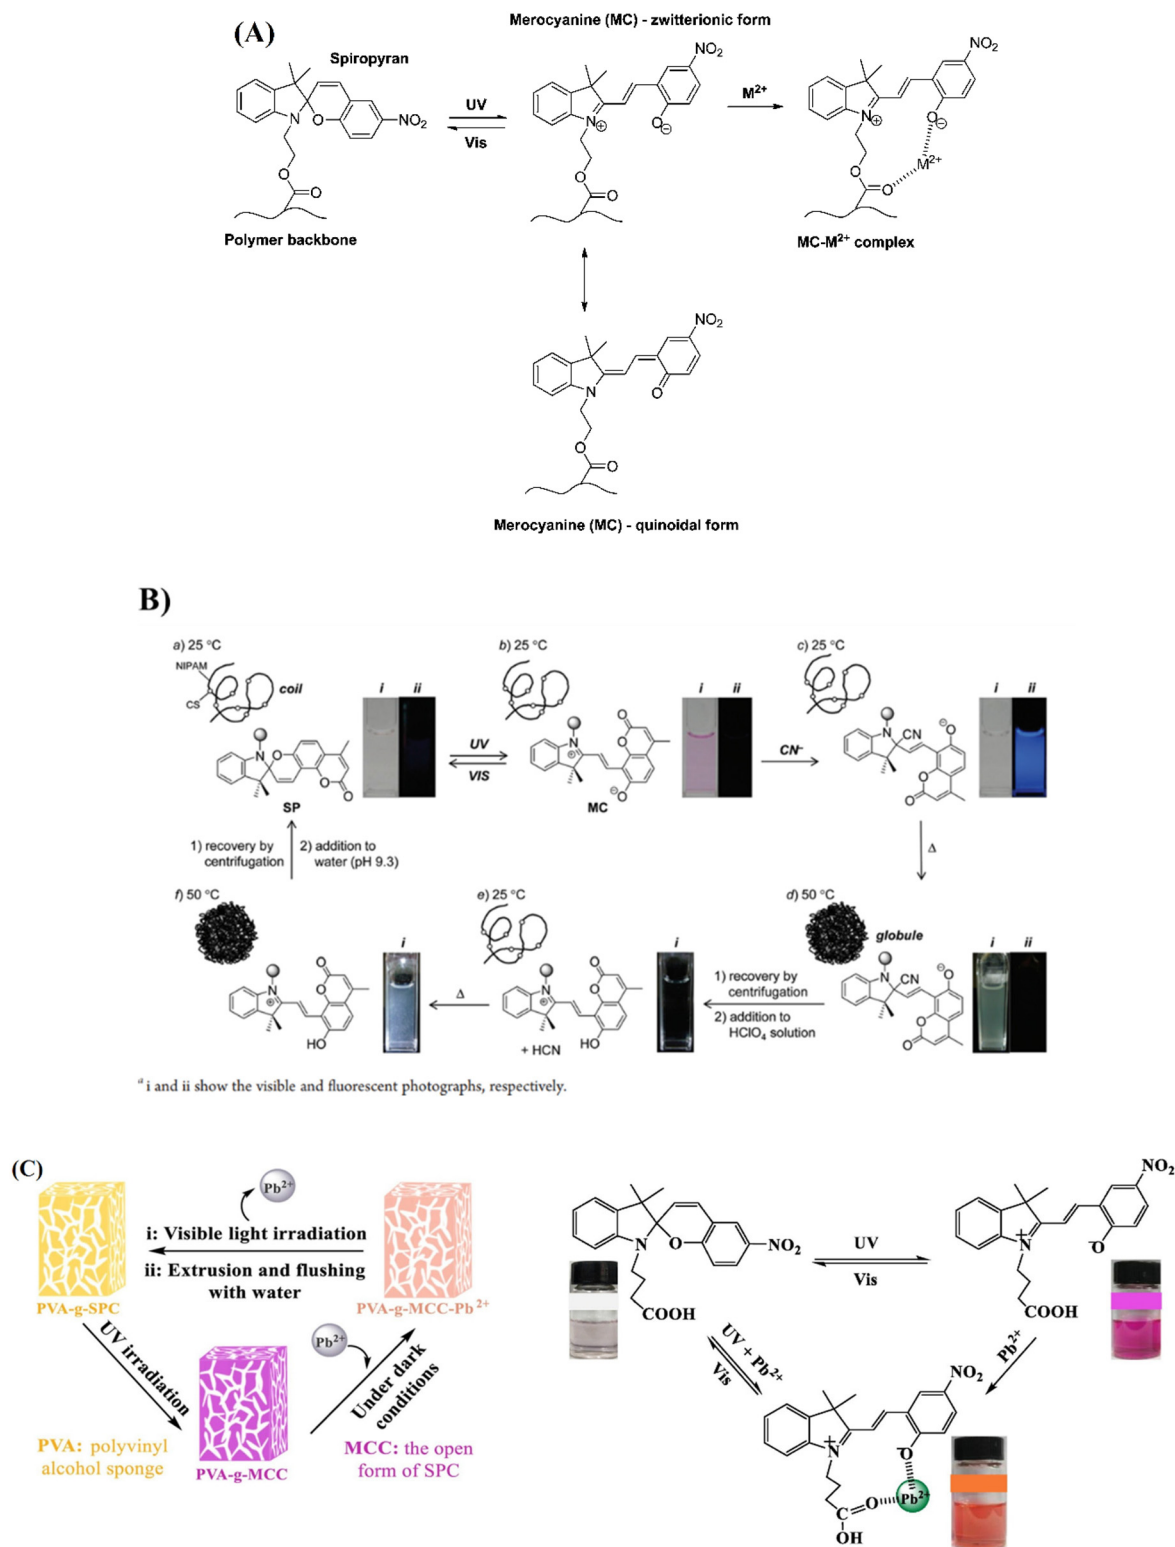 (A)
Merocyanine (MC) - zwitterionic form
Spiropyran
NO2
N
O
NO2
UV
Vis
N
⊕
O
⊖
M2+
NO2
N
⊕
O
⊖
M2+
O
O
O
O
O
O
Polymer backbone
MC-M2+ complex
NO2
N
O
O
O
Merocyanine (MC) - quinoidal form
B)
a) 25 °C
NIPAM
coil
CS
i
ii
N
O
O
O
SP
UV
VIS
b) 25 °C
i
ii
N
⊕
O
O
O
⊖
MC
CN-
c) 25 °C
i
ii
N
CN
O
⊖
O
O
1) recovery by
centrifugation
2) addition to
water (pH 9.3)
Δ
f) 50 °C
i
N
⊕
O
O
HO
Δ
e) 25 °C
i
N
⊕
O
O
HO
+ HCN
1) recovery by
centrifugation
2) addition to
HClO4 solution
d) 50 °C
globule
i
ii
N
CN
O
⊖
O
O
a i and ii show the visible and fluorescent photographs, respectively.
(C)
Pb2+
i: Visible light irradiation
ii: Extrusion and flushing
with water
PVA-g-SPC
PVA-g-MCC-Pb2+
UV irradiation
Pb2+
Under dark
conditions
PVA: polyvinyl
alcohol sponge
PVA-g-MCC
MCC: the open
form of SPC
N
O
NO2
COOH
UV
Vis
NO2
N
+
O
-
COOH
UV + Pb2+
Vis
Pb2+
NO2
N
+
O
-
Pb2+
C
O
OH